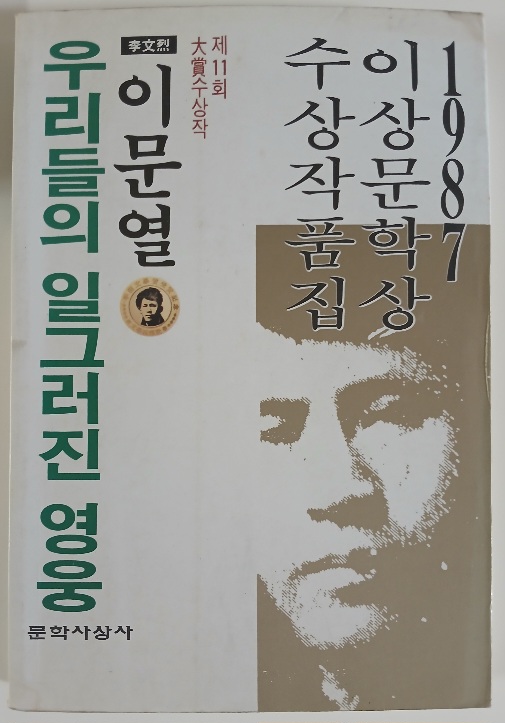 1987
이상문학상
수상작품집
제11회
大賞수상작
李文烈
이문열
우리들의 일그러진 영웅
문학사상사